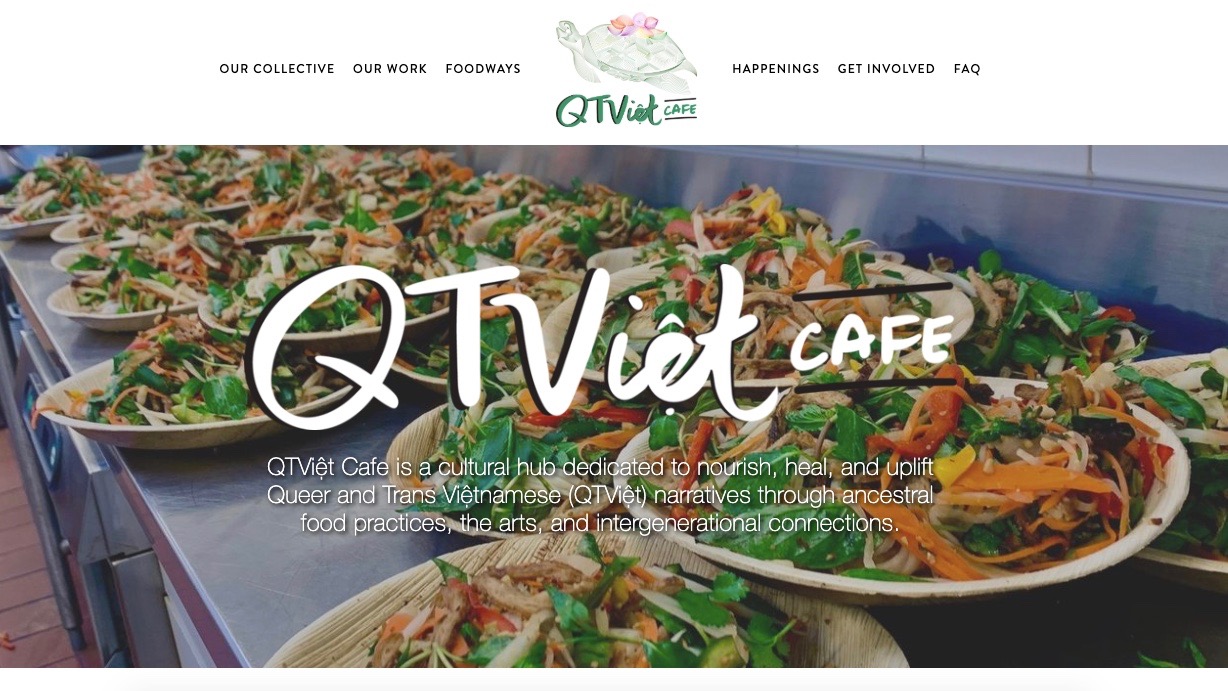 OUR COLLECTIVE OUR WORK FOODWAYS
HAPPENINGS GET INVOLVED FAQ
QTViệt CAFE
QTViệt CAFE
QTViệt Cafe is a cultural hub dedicated to nourish, heal, and uplift
Queer and Trans Việtnamese (QTViệt) narratives through ancestral
food practices, the arts, and intergenerational connections.